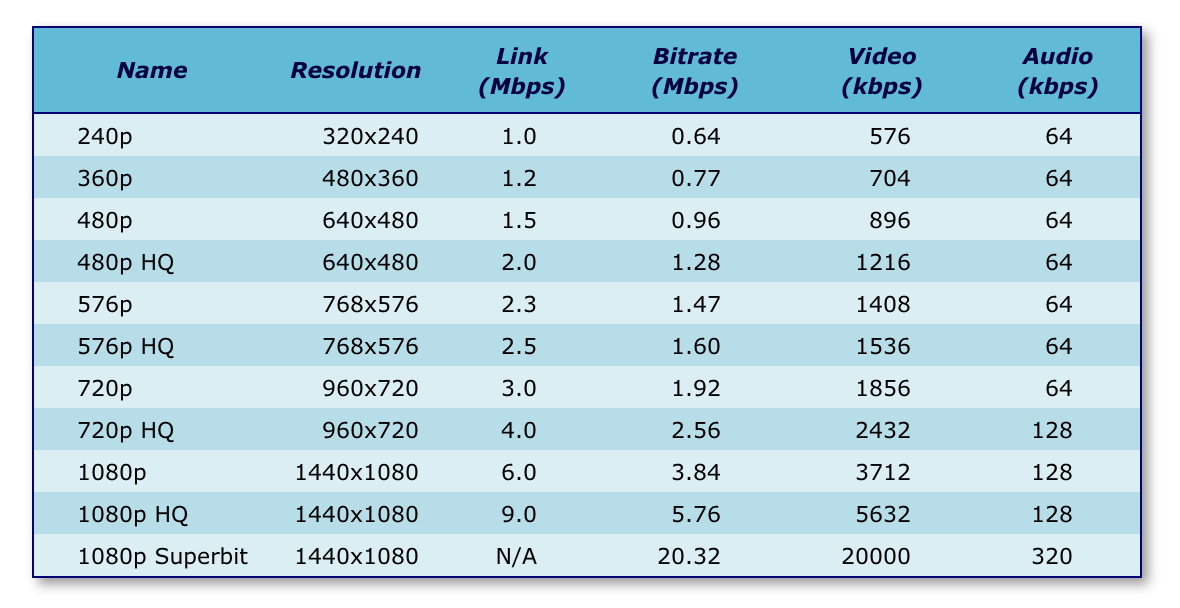 Name Resolution Link (Mbps) Bitrate (Mbps) Video (kbps) Audio (kbps)
240p 320x240 1.0 0.64 576 64
360p 480x360 1.2 0.77 704 64
480p 640x480 1.5 0.96 896 64
480p HQ 640x480 2.0 1.28 1216 64
576p 768x576 2.3 1.47 1408 64
576p HQ 768x576 2.5 1.60 1536 64
720p 960x720 3.0 1.92 1856 64
720p HQ 960x720 4.0 2.56 2432 128
1080p 1440x1080 6.0 3.84 3712 128
1080p HQ 1440x1080 9.0 5.76 5632 128
1080p Superbit 1440x1080 N/A 20.32 20000 320